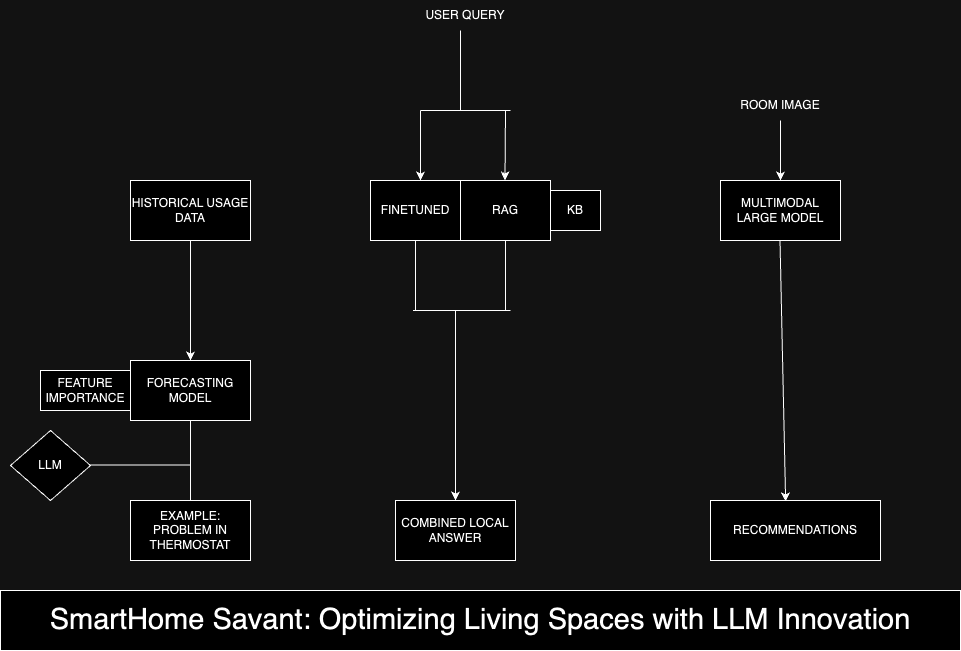 USER QUERY
ROOM IMAGE
HISTORICAL USAGE
DATA
FINETUNED
RAG
KB
MULTIMODAL
LARGE MODEL
FEATURE
IMPORTANCE
FORECASTING
MODEL
LLM
EXAMPLE:
PROBLEM IN
THERMOSTAT
COMBINED LOCAL
ANSWER
RECOMMENDATIONS
SmartHome Savant: Optimizing Living Spaces with LLM Innovation